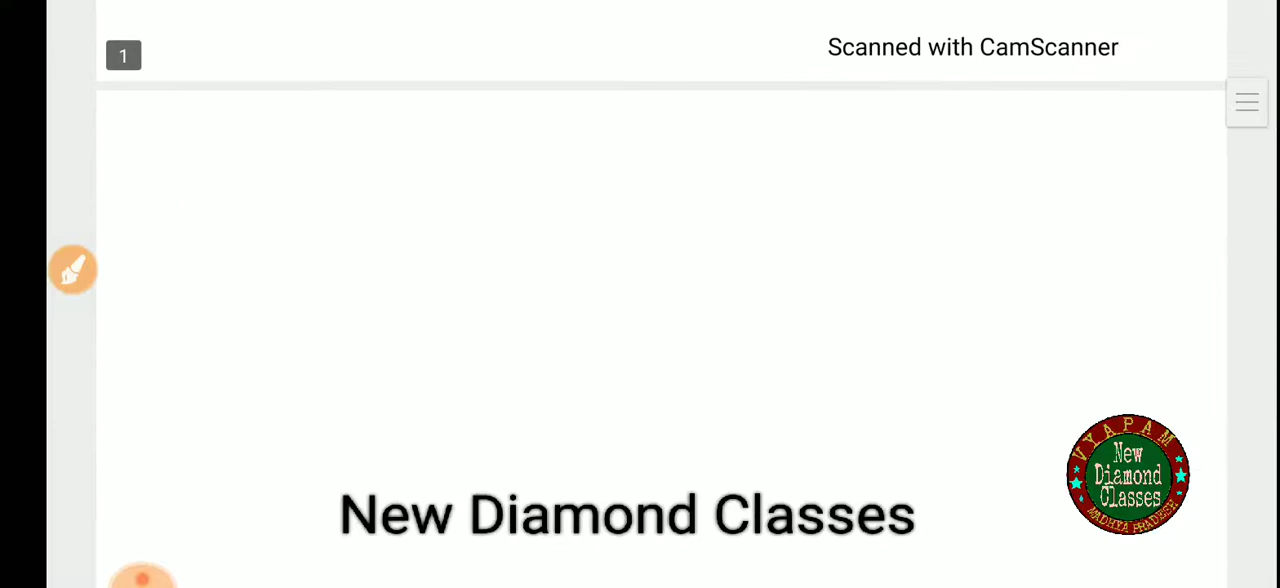 1
Scanned with CamScanner
VYAPAM
New
Diamond
Classes
MADHYA PRADESH
New Diamond Classes